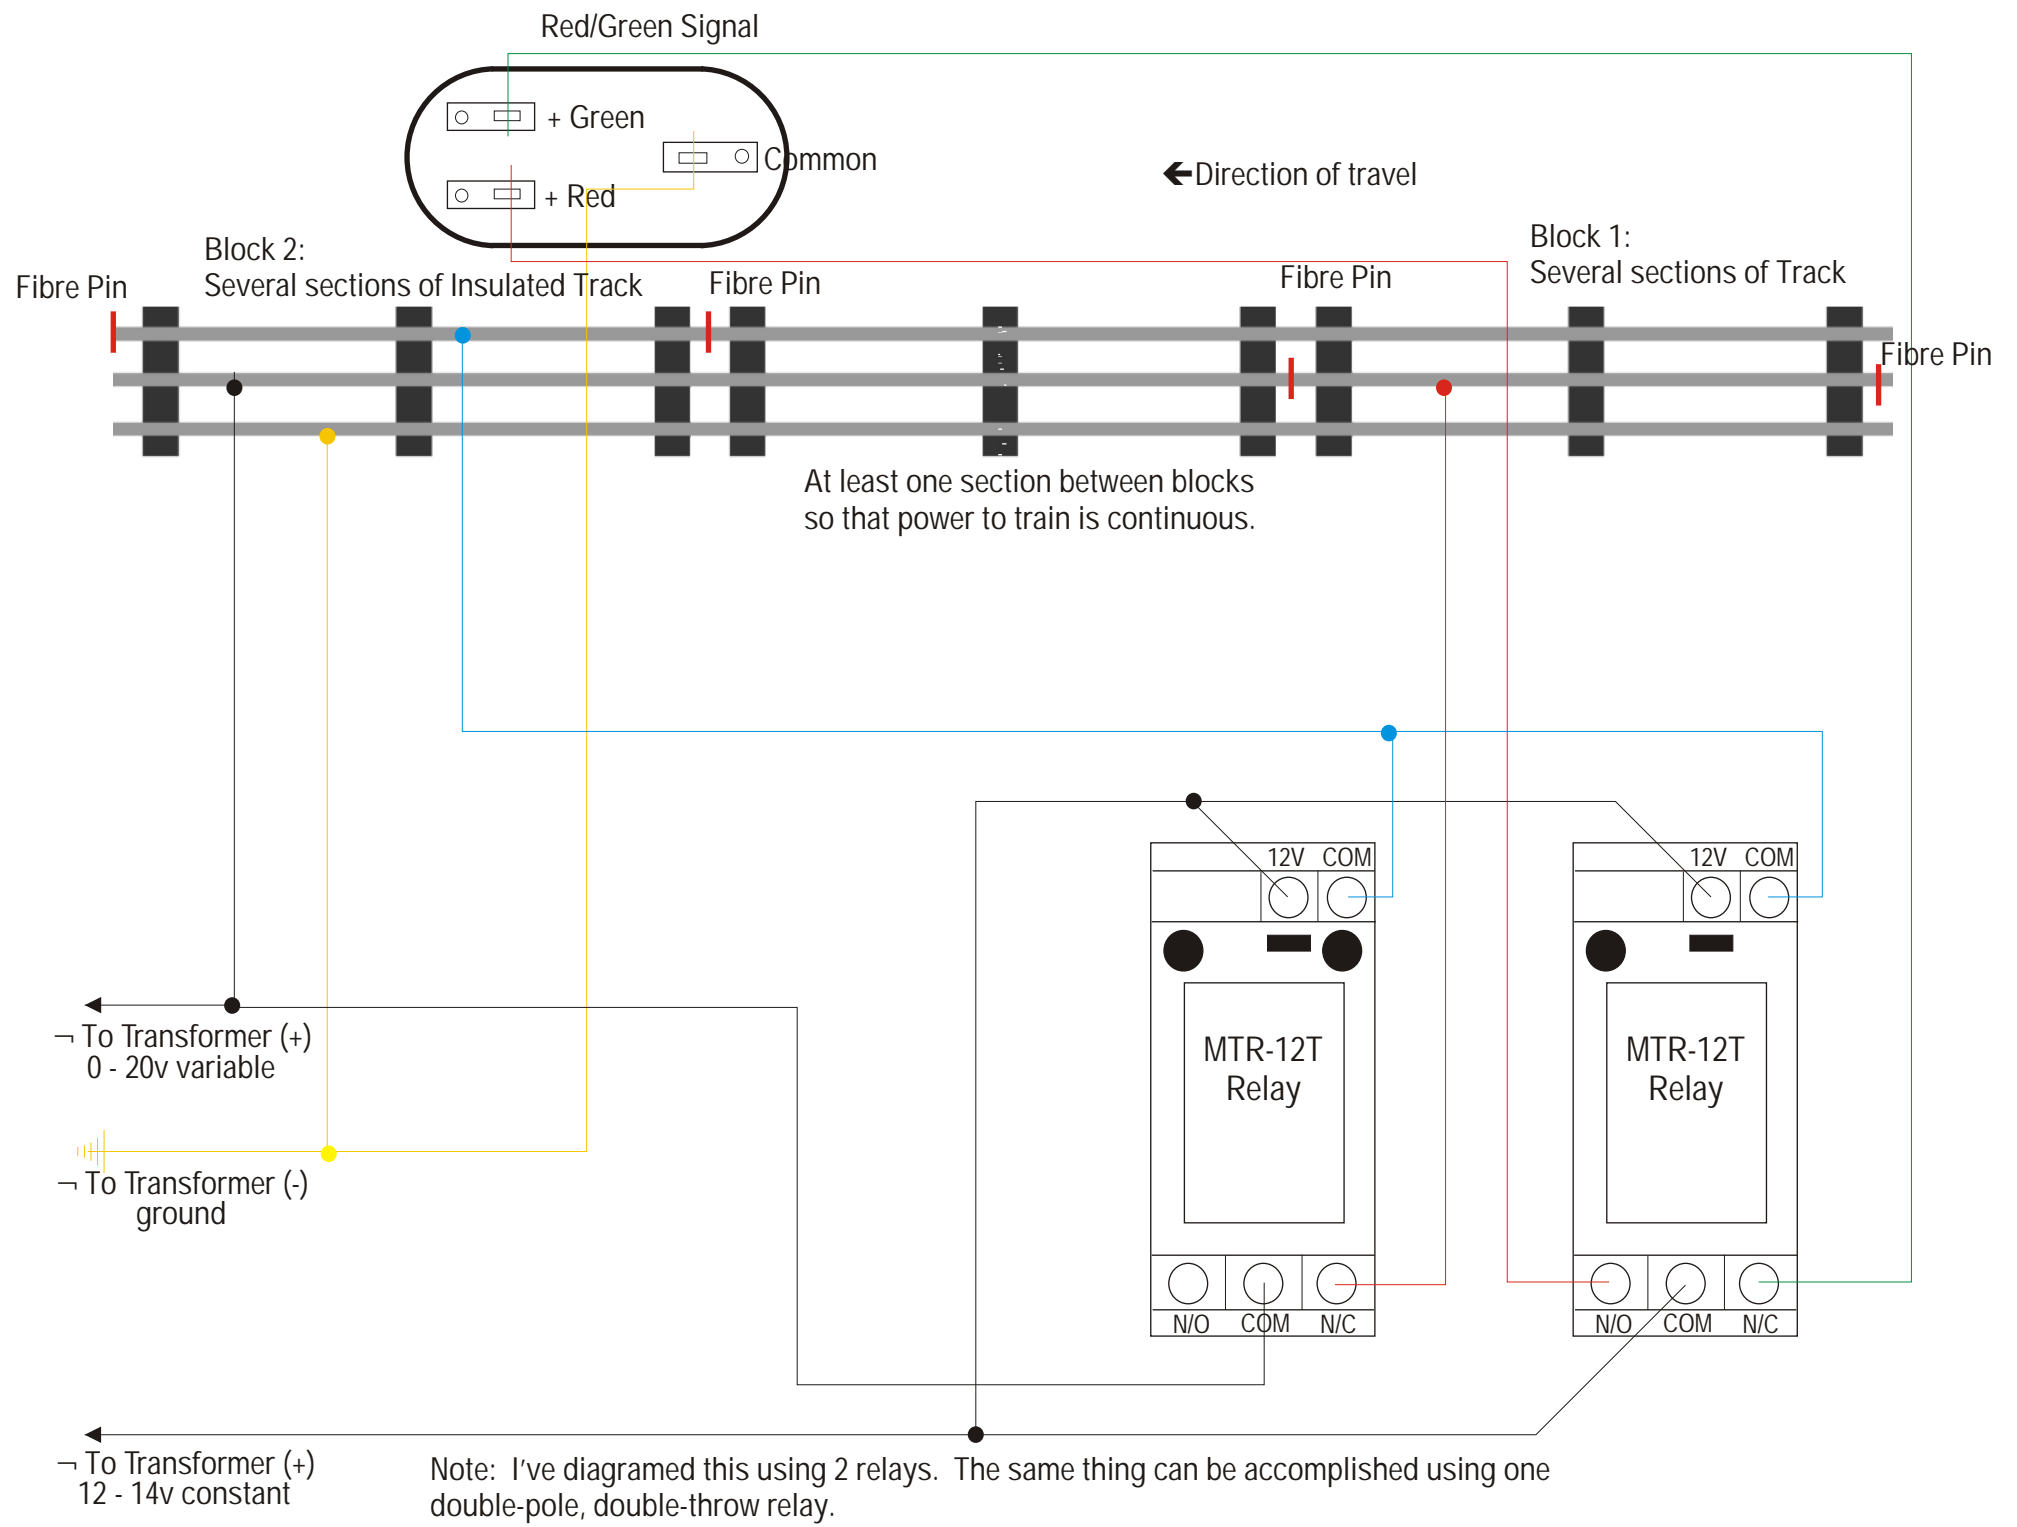 Red/Green Signal
+ Green
Common
+ Red
Direction of travel
Block 2:
Several sections of Insulated Track
Block 1:
Several sections of Track
Fibre Pin
Fibre Pin
Fibre Pin
Fibre Pin
At least one section between blocks
so that power to train is continuous.
12V COM
12V COM
MTR-12T
Relay
MTR-12T
Relay
N/O COM N/C
N/O COM N/C
¬ To Transformer (+)
0 - 20v variable
¬ To Transformer (-)
ground
¬ To Transformer (+)
12 - 14v constant
Note: I've diagramed this using 2 relays. The same thing can be accomplished using one
double-pole, double-throw relay.